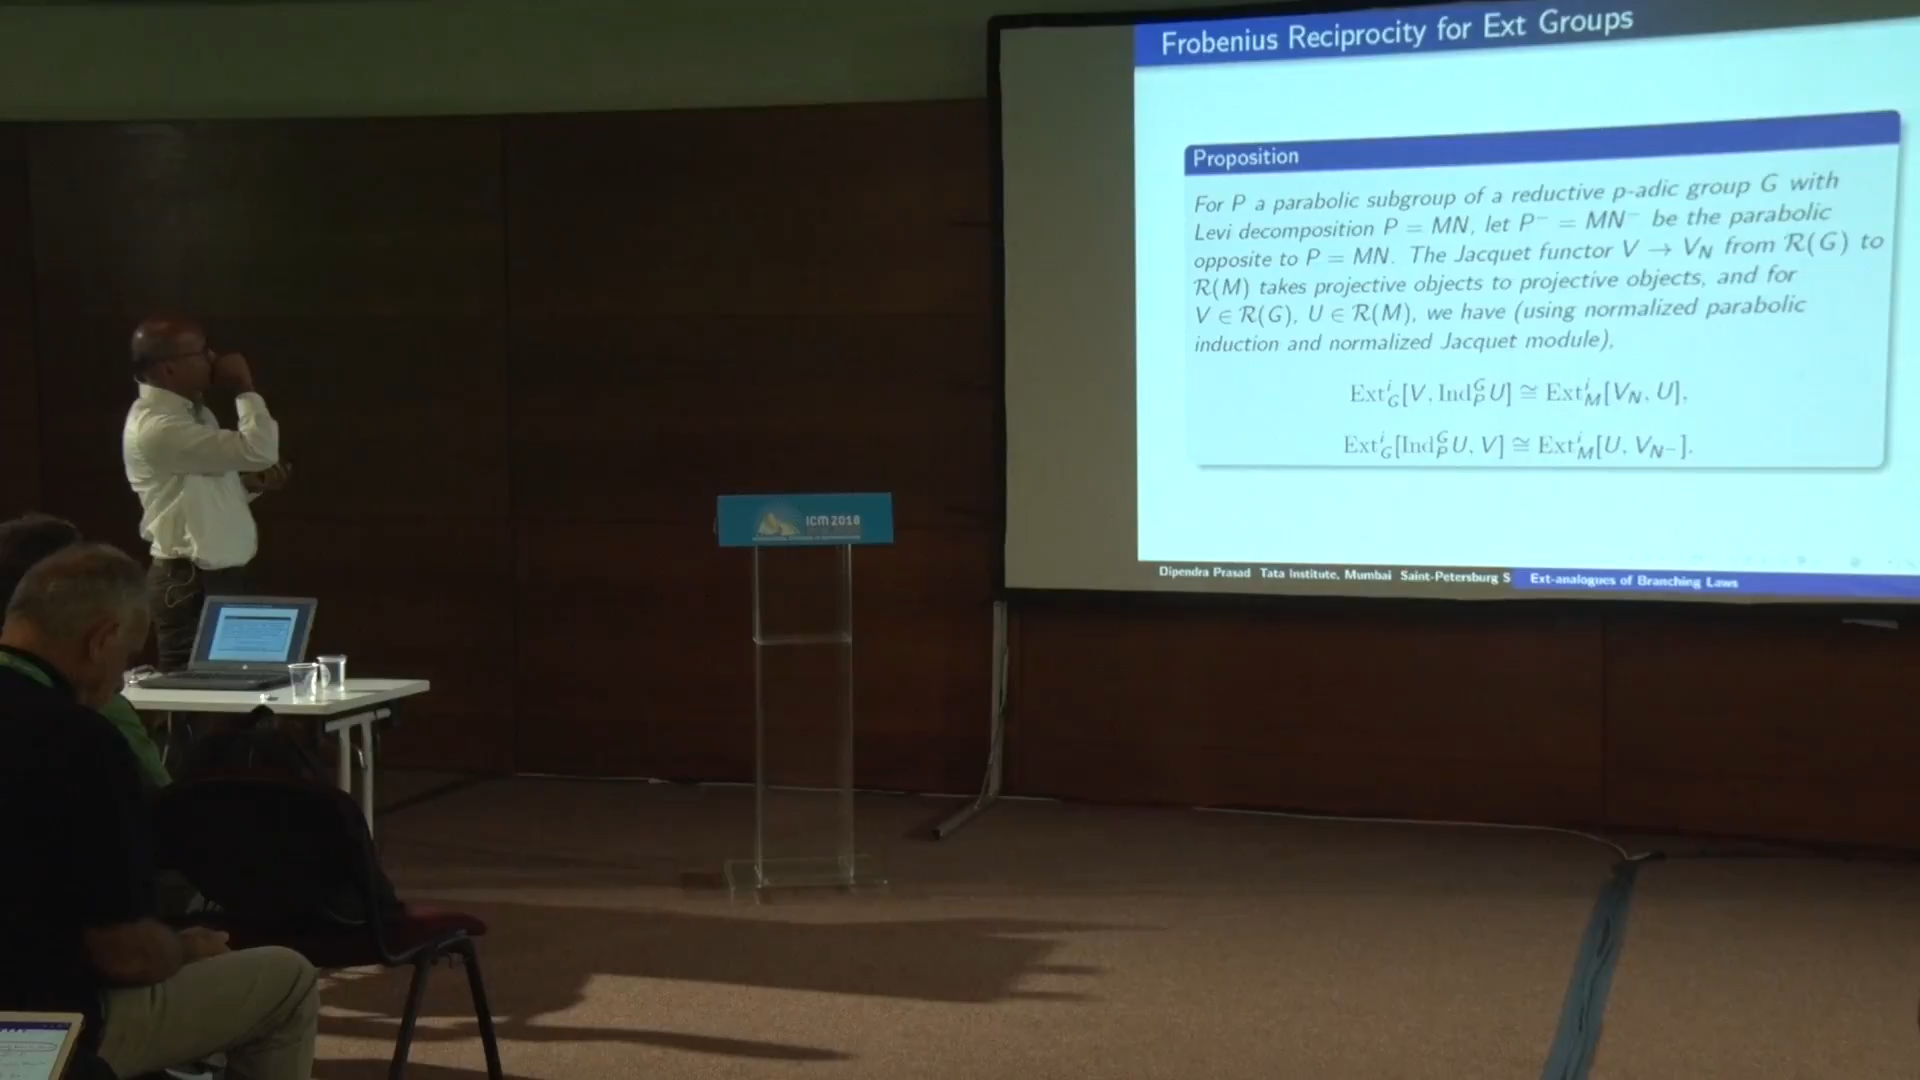 Frobenius Reciprocity for Ext Groups
Proposition
For P a parabolic subgroup of a reductive p-adic group G with
Levi decomposition P = MN, let P⁻ = MN⁻ be the parabolic
opposite to P = MN. The Jacquet functor V → V_N from R(G) to
R(M) takes projective objects to projective objects, and for
V ∈ R(G), U ∈ R(M), we have (using normalized parabolic
induction and normalized Jacquet module),
Ext^i_G[V, Ind^G_P U] ≅ Ext^i_M[V_N, U],
Ext^i_G[Ind^G_P U, V] ≅ Ext^i_M[U, V_{N⁻}].
Dipendra Prasad Tata Institute, Mumbai Saint-Petersburg S Ext-analogues of Branching Laws
ICM 2018